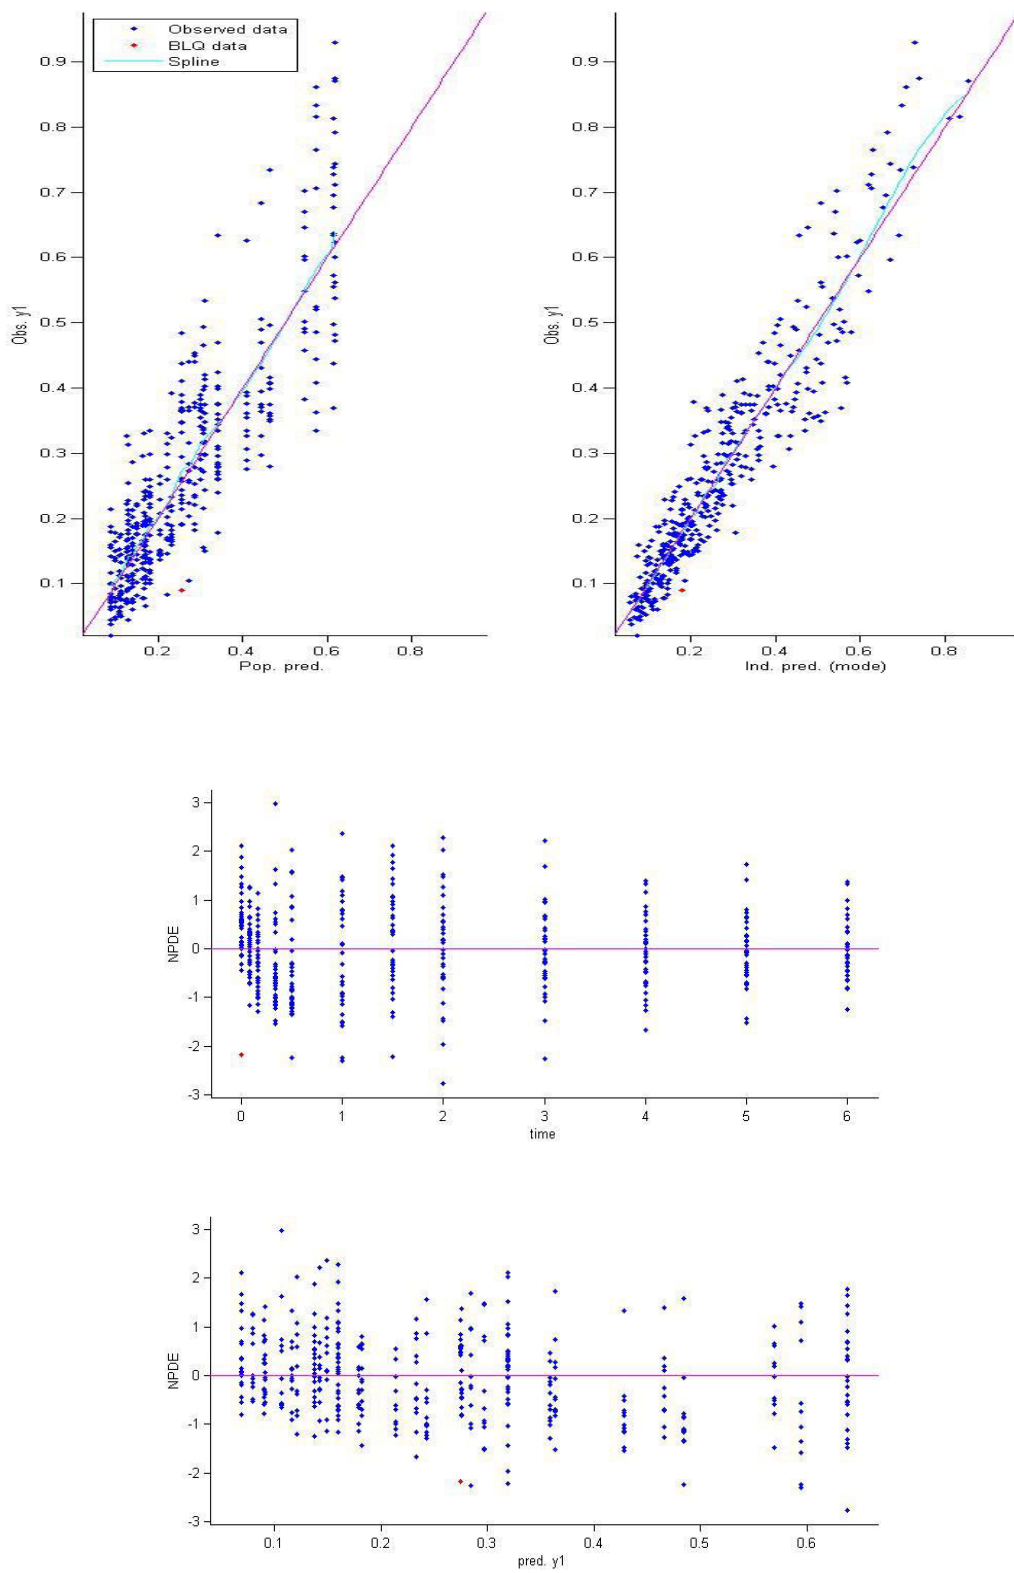 Observed data
BLQ data
Spline
0.9
0.8
0.7
0.6
0.5
0.4
0.3
0.2
0.1
Obs. y1
0.2 0.4 0.6 0.8
Pop. pred.
0.9
0.8
0.7
0.6
0.5
0.4
0.3
0.2
0.1
Obs. y1
0.2 0.4 0.6 0.8
Ind. pred. (mode)
3
2
1
0
-1
-2
-3
NPDE
0 1 2 3 4 5 6
time
3
2
1
0
-1
-2
-3
NPDE
0.1 0.2 0.3 0.4 0.5 0.6
pred. y1